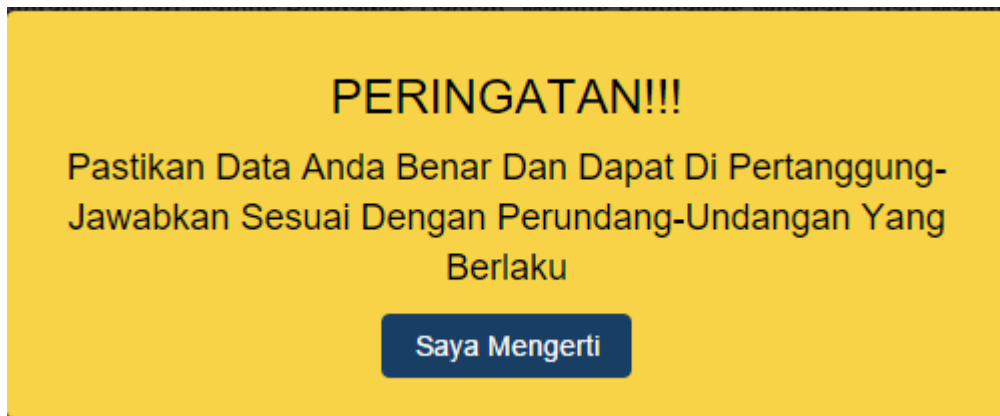 PERINGATAN!!!
Pastikan Data Anda Benar Dan Dapat Di Pertanggung-
Jawabkan Sesuai Dengan Perundang-Undangan Yang
Berlaku
Saya Mengerti